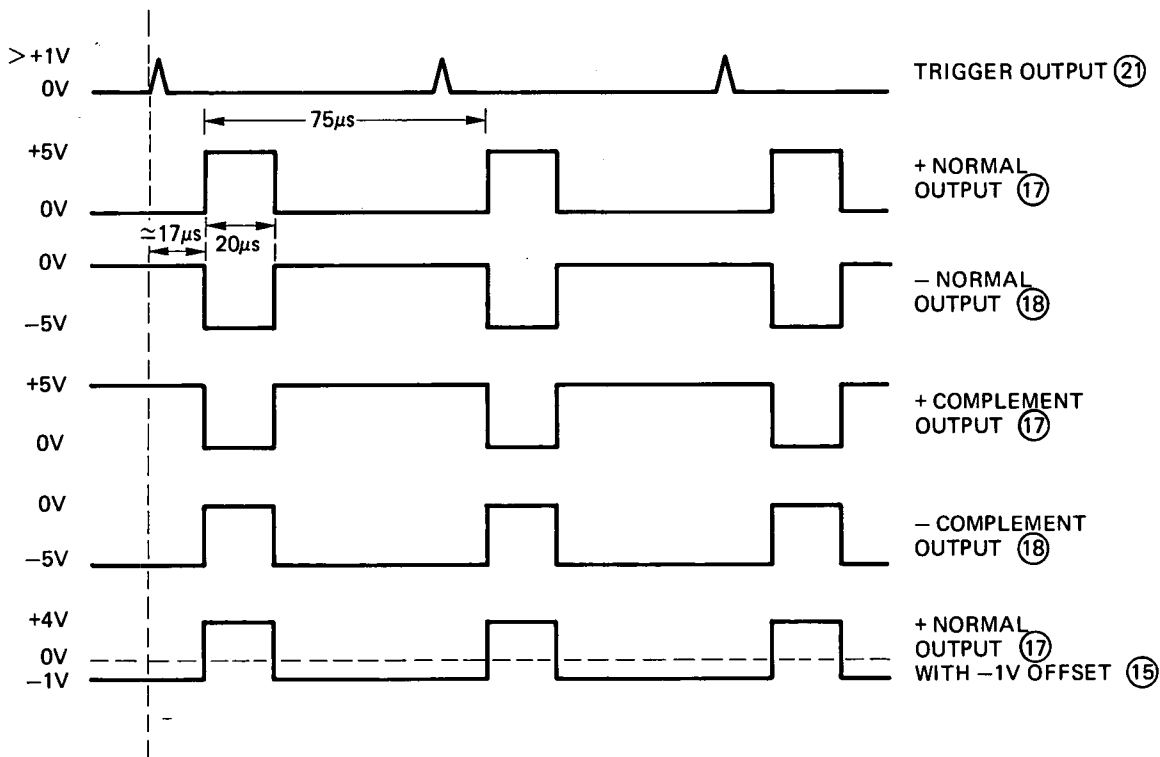 > +1V
0V
TRIGGER OUTPUT 21
75μs
+5V
0V
+ NORMAL
OUTPUT 17
≃17μs
20μs
0V
−5V
− NORMAL
OUTPUT 18
+5V
0V
+ COMPLEMENT
OUTPUT 17
0V
−5V
− COMPLEMENT
OUTPUT 18
+4V
0V
−1V
+ NORMAL
OUTPUT 17
WITH −1V OFFSET 15